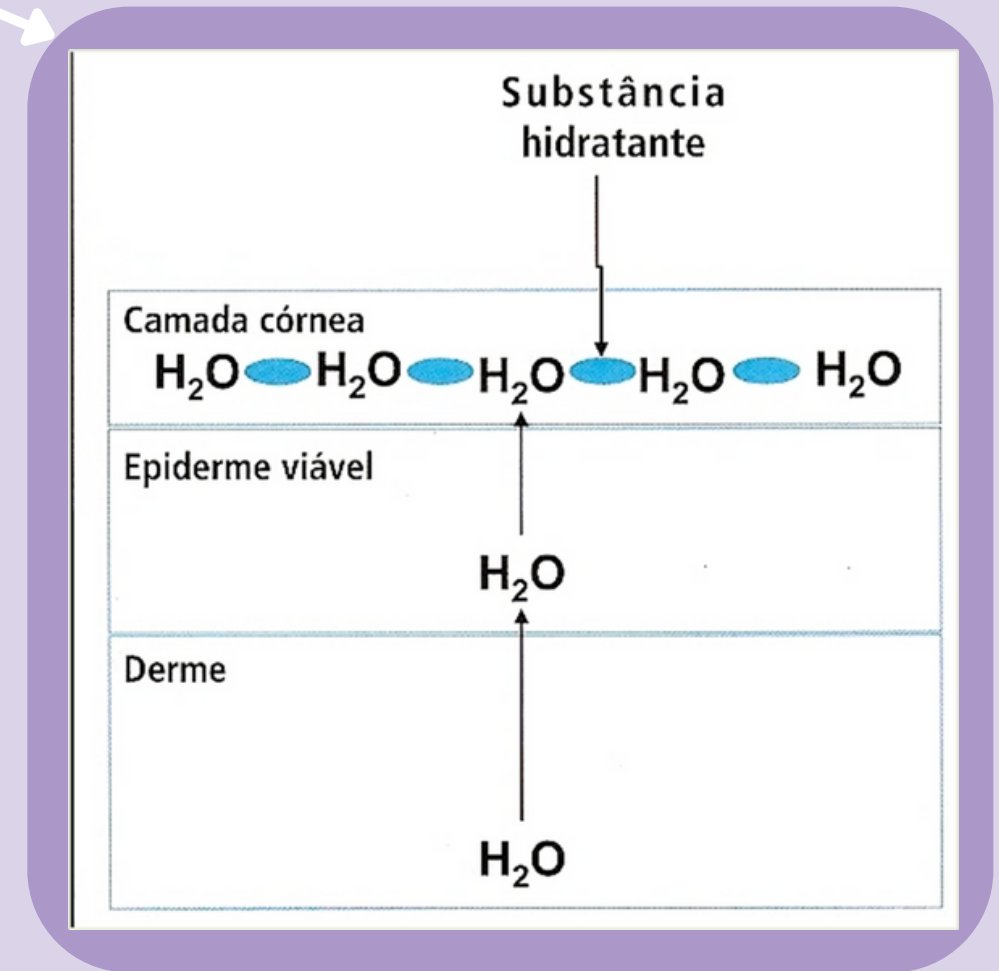 Substância
hidratante
Camada córnea
H₂O H₂O H₂O H₂O H₂O
Epiderme viável
H₂O
Derme
H₂O